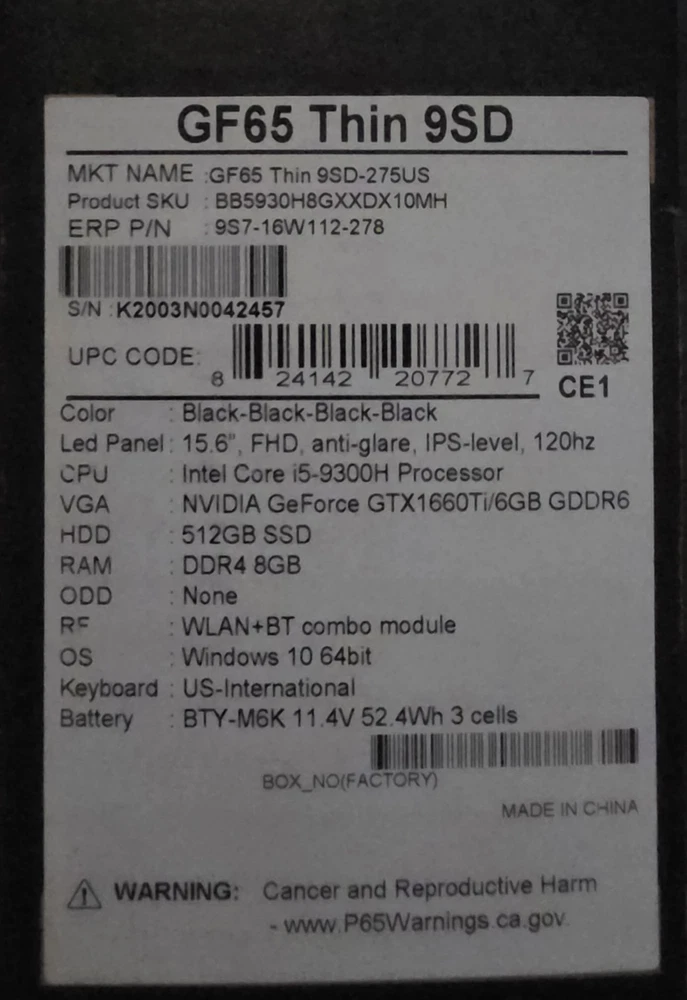 GF65 Thin 9SD
MKT NAME : GF65 Thin 9SD-275US
Product SKU : BB5930H8GXXDX10MH
ERP P/N : 9S7-16W112-278
S/N : K2003N0042457
UPC CODE:
8 24142 20772 7
CE1
Color : Black-Black-Black-Black
Led Panel : 15.6", FHD, anti-glare, IPS-level, 120hz
CPU : Intel Core i5-9300H Processor
VGA : NVIDIA GeForce GTX1660Ti/6GB GDDR6
HDD : 512GB SSD
RAM : DDR4 8GB
ODD : None
RF : WLAN+BT combo module
OS : Windows 10 64bit
Keyboard : US-International
Battery : BTY-M6K 11.4V 52.4Wh 3 cells
BOX_NO(FACTORY)
MADE IN CHINA
WARNING: Cancer and Reproductive Harm
- www.P65Warnings.ca.gov.